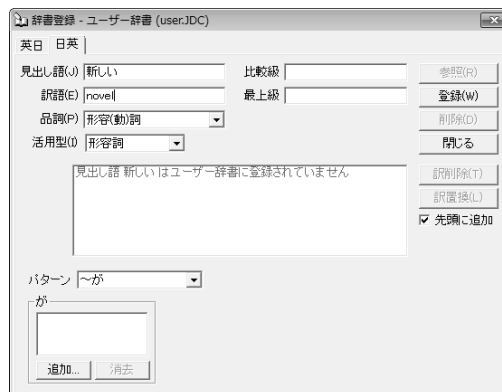 辞書登録 - ユーザー辞書 (user.JDC)
英日 日英
見出し語(J) 新しい 比較級 参照(R)
訳語(E) novel 最上級 登録(W)
品詞(P) 形容(動)詞 削除(D)
活用型(I) 形容詞 閉じる
見出し語 新しい はユーザー辞書に登録されていません 訳削除(T)
訳置換(L)
先頭に追加
パターン ～が
が
追加... 消去